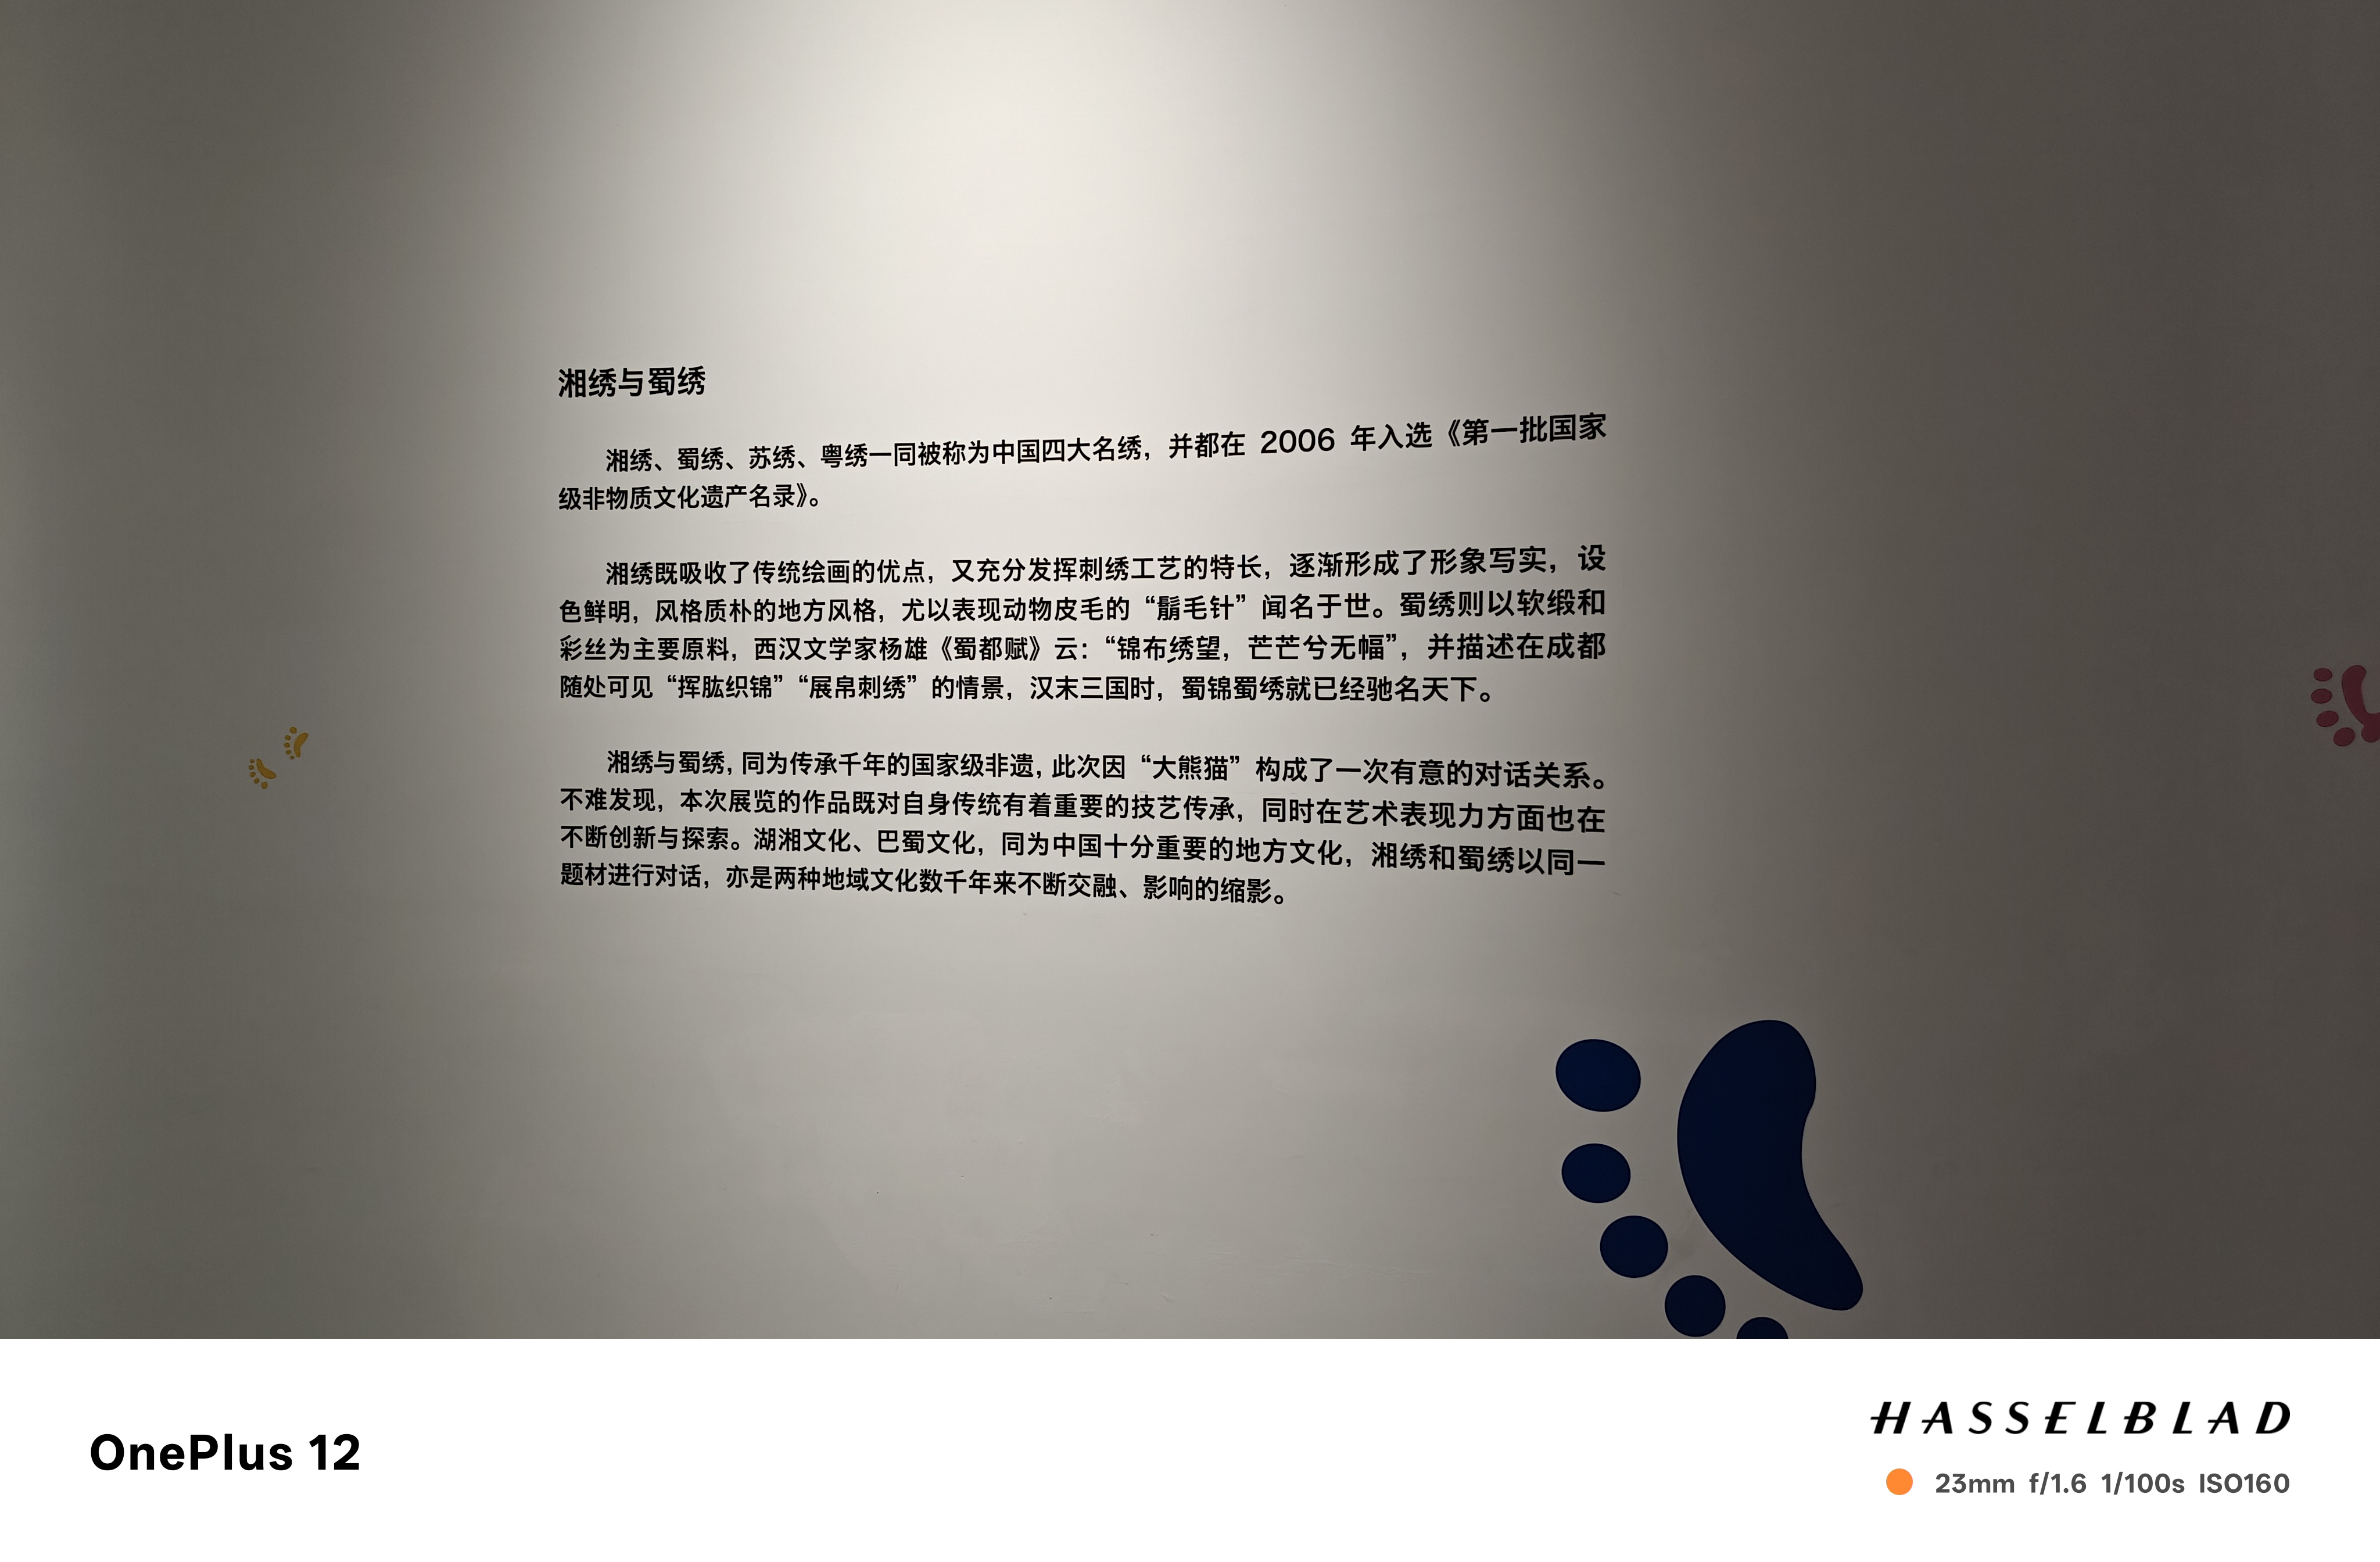 湘绣与蜀绣
湘绣、蜀绣、苏绣、粤绣一同被称为中国四大名绣，并都在 2006 年入选《第一批国家
级非物质文化遗产名录》。
湘绣既吸收了传统绘画的优点，又充分发挥刺绣工艺的特长，逐渐形成了形象写实，设
色鲜明，风格质朴的地方风格，尤以表现动物皮毛的“鬅毛针”闻名于世。蜀绣则以软缎和
彩丝为主要原料，西汉文学家杨雄《蜀都赋》云：“锦布绣望，芒芒兮无幅”，并描述在成都
随处可见“挥肱织锦”“展帛刺绣”的情景，汉末三国时，蜀锦蜀绣就已经驰名天下。
湘绣与蜀绣，同为传承千年的国家级非遗，此次因“大熊猫”构成了一次有意的对话关系。
不难发现，本次展览的作品既对自身传统有着重要的技艺传承，同时在艺术表现力方面也在
不断创新与探索。湖湘文化、巴蜀文化，同为中国十分重要的地方文化，湘绣和蜀绣以同一
题材进行对话，亦是两种地域文化数千年来不断交融、影响的缩影。
OnePlus 12
HASSELBLAD
23mm f/1.6 1/100s ISO160